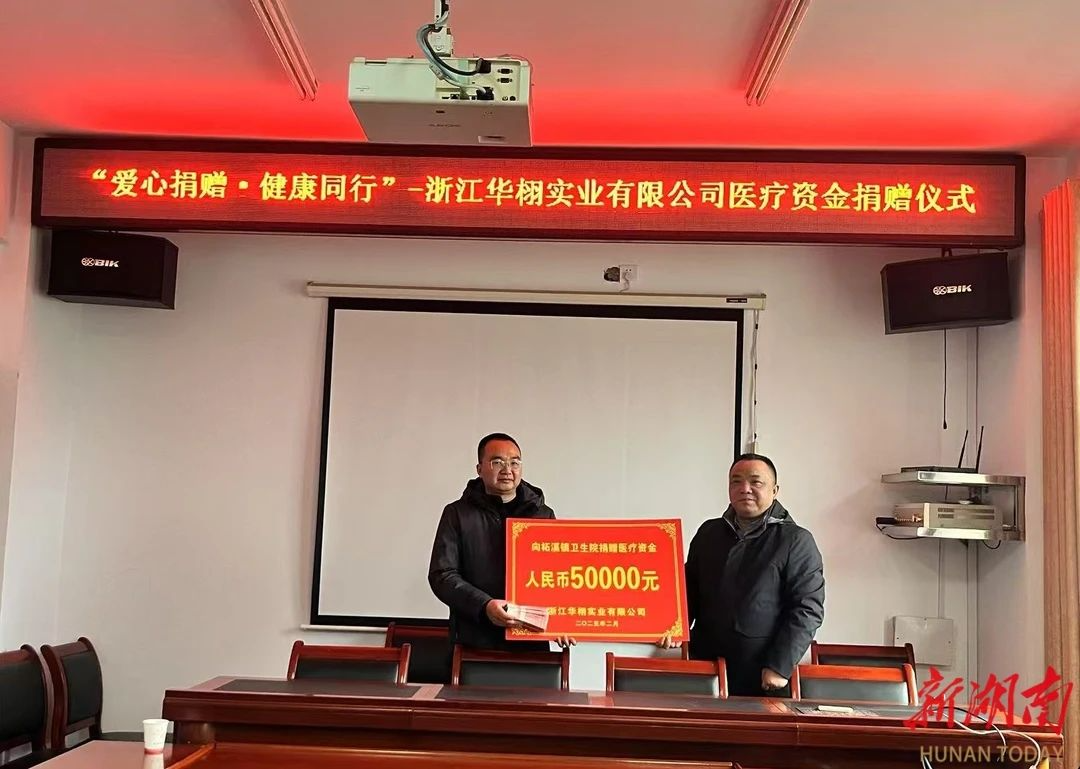 “爱心捐赠·健康同行”-浙江华栩实业有限公司医疗资金捐赠仪式
BIK
BIK
向柘溪镇卫生院捐赠医疗资金
人民币50000元
浙江华栩实业有限公司
二〇二五年二月
新湖南
HUNAN TODAY